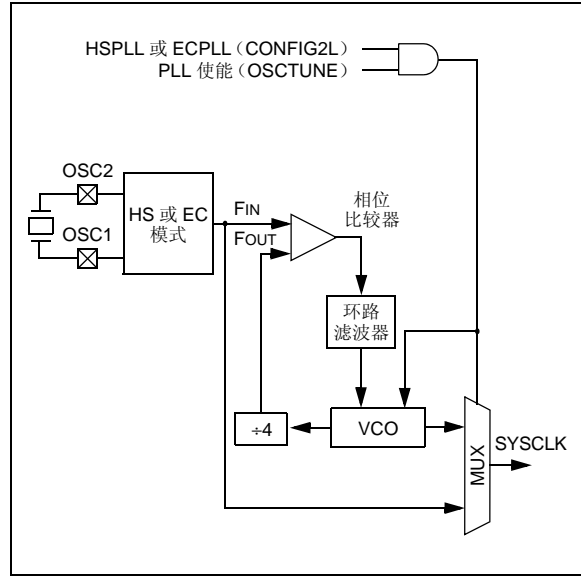 HSPLL 或 ECPLL（CONFIG2L）
PLL 使能（OSCTUNE）
OSC2
OSC1
HS 或 EC
模式
FIN
FOUT
相位
比较器
环路
滤波器
÷4
VCO
MUX
SYSCLK